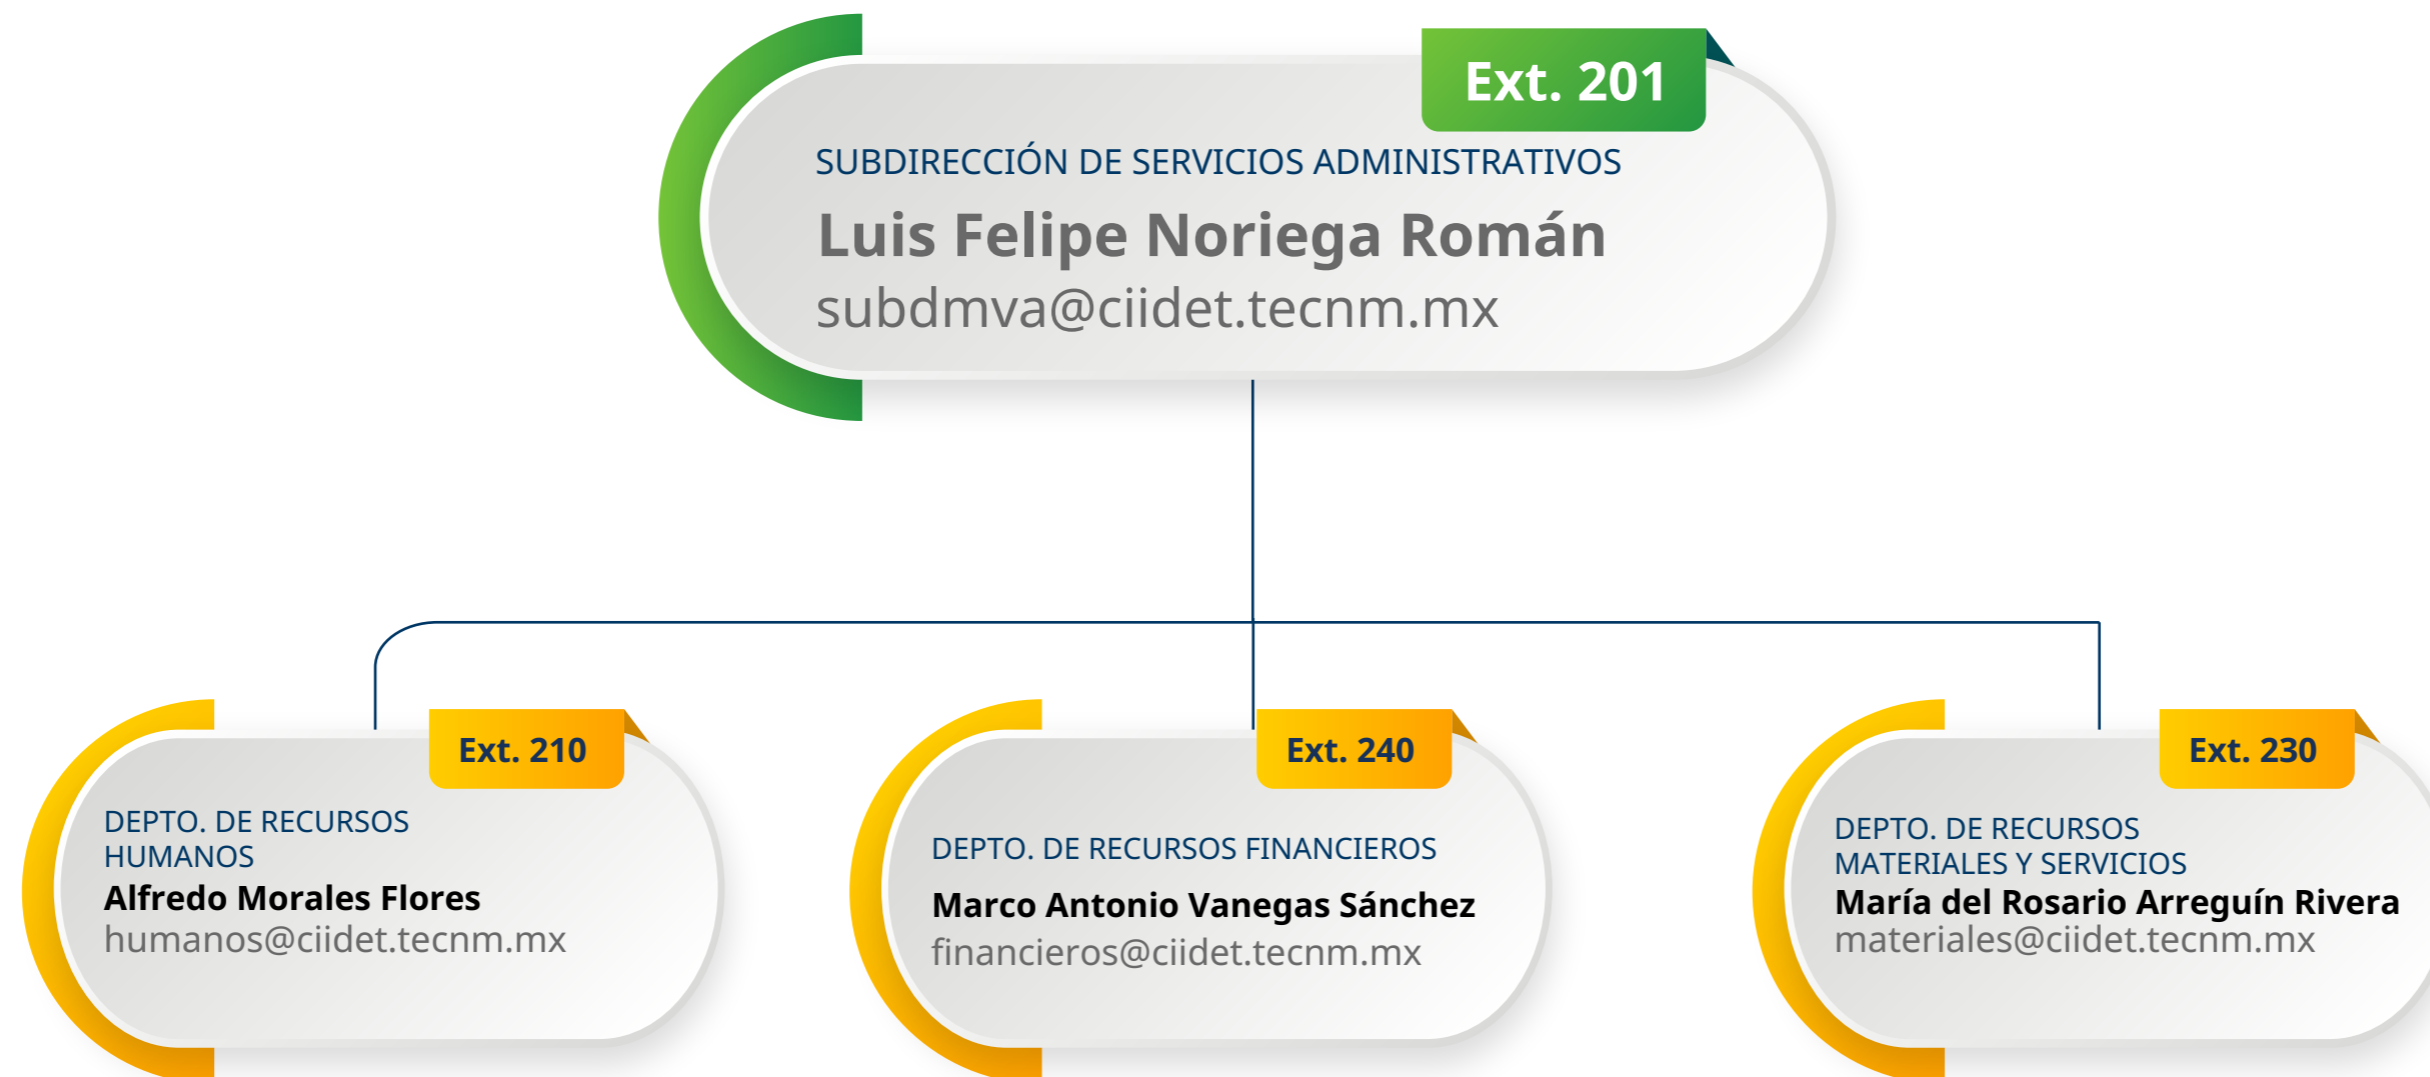 Ext. 201
SUBDIRECCIÓN DE SERVICIOS ADMINISTRATIVOS
Luis Felipe Noriega Román
subdmva@ciidet.tecnm.mx
Ext. 210
DEPTO. DE RECURSOS
HUMANOS
Alfredo Morales Flores
humanos@ciidet.tecnm.mx
Ext. 240
DEPTO. DE RECURSOS FINANCIEROS
Marco Antonio Vanegas Sánchez
financieros@ciidet.tecnm.mx
Ext. 230
DEPTO. DE RECURSOS
MATERIALES Y SERVICIOS
María del Rosario Arreguín Rivera
materiales@ciidet.tecnm.mx